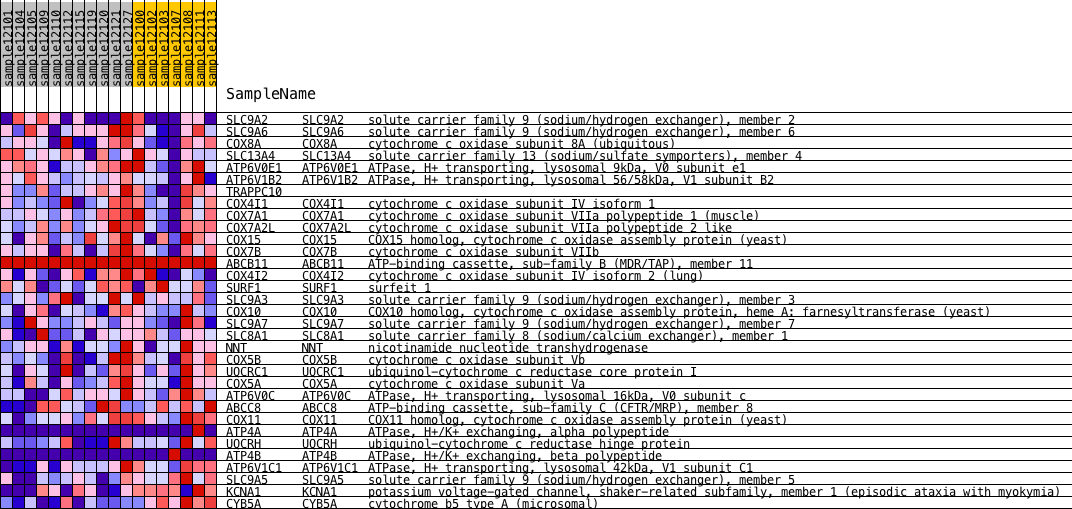 sample12101
sample12104
sample12105
sample12109
sample12110
sample12112
sample12115
sample12119
sample12120
sample12121
sample12127
sample12100
sample12102
sample12103
sample12107
sample12108
sample12111
sample12113
SampleName
SLC9A2 SLC9A2 solute carrier family 9 (sodium/hydrogen exchanger), member 2
SLC9A6 SLC9A6 solute carrier family 9 (sodium/hydrogen exchanger), member 6
COX8A COX8A cytochrome c oxidase subunit 8A (ubiquitous)
SLC13A4 SLC13A4 solute carrier family 13 (sodium/sulfate symporters), member 4
ATP6V0E1 ATP6V0E1 ATPase, H+ transporting, lysosomal 9kDa, V0 subunit e1
ATP6V1B2 ATP6V1B2 ATPase, H+ transporting, lysosomal 56/58kDa, V1 subunit B2
TRAPPC10
COX4I1 COX4I1 cytochrome c oxidase subunit IV isoform 1
COX7A1 COX7A1 cytochrome c oxidase subunit VIIa polypeptide 1 (muscle)
COX7A2L COX7A2L cytochrome c oxidase subunit VIIa polypeptide 2 like
COX15 COX15 COX15 homolog, cytochrome c oxidase assembly protein (yeast)
COX7B COX7B cytochrome c oxidase subunit VIIb
ABCB11 ABCB11 ATP-binding cassette, sub-family B (MDR/TAP), member 11
COX4I2 COX4I2 cytochrome c oxidase subunit IV isoform 2 (lung)
SURF1 SURF1 surfeit 1
SLC9A3 SLC9A3 solute carrier family 9 (sodium/hydrogen exchanger), member 3
COX10 COX10 COX10 homolog, cytochrome c oxidase assembly protein, heme A: farnesyltransferase (yeast)
SLC9A7 SLC9A7 solute carrier family 9 (sodium/hydrogen exchanger), member 7
SLC8A1 SLC8A1 solute carrier family 8 (sodium/calcium exchanger), member 1
NNT NNT nicotinamide nucleotide transhydrogenase
COX5B COX5B cytochrome c oxidase subunit Vb
UQCRC1 UQCRC1 ubiquinol-cytochrome c reductase core protein I
COX5A COX5A cytochrome c oxidase subunit Va
ATP6V0C ATP6V0C ATPase, H+ transporting, lysosomal 16kDa, V0 subunit c
ABCC8 ABCC8 ATP-binding cassette, sub-family C (CFTR/MRP), member 8
COX11 COX11 COX11 homolog, cytochrome c oxidase assembly protein (yeast)
ATP4A ATP4A ATPase, H+/K+ exchanging, alpha polypeptide
UQCRH UQCRH ubiquinol-cytochrome c reductase hinge protein
ATP4B ATP4B ATPase, H+/K+ exchanging, beta polypeptide
ATP6V1C1 ATP6V1C1 ATPase, H+ transporting, lysosomal 42kDa, V1 subunit C1
SLC9A5 SLC9A5 solute carrier family 9 (sodium/hydrogen exchanger), member 5
KCNA1 KCNA1 potassium voltage-gated channel, shaker-related subfamily, member 1 (episodic ataxia with myokymia)
CYB5A CYB5A cytochrome b5 type A (microsomal)